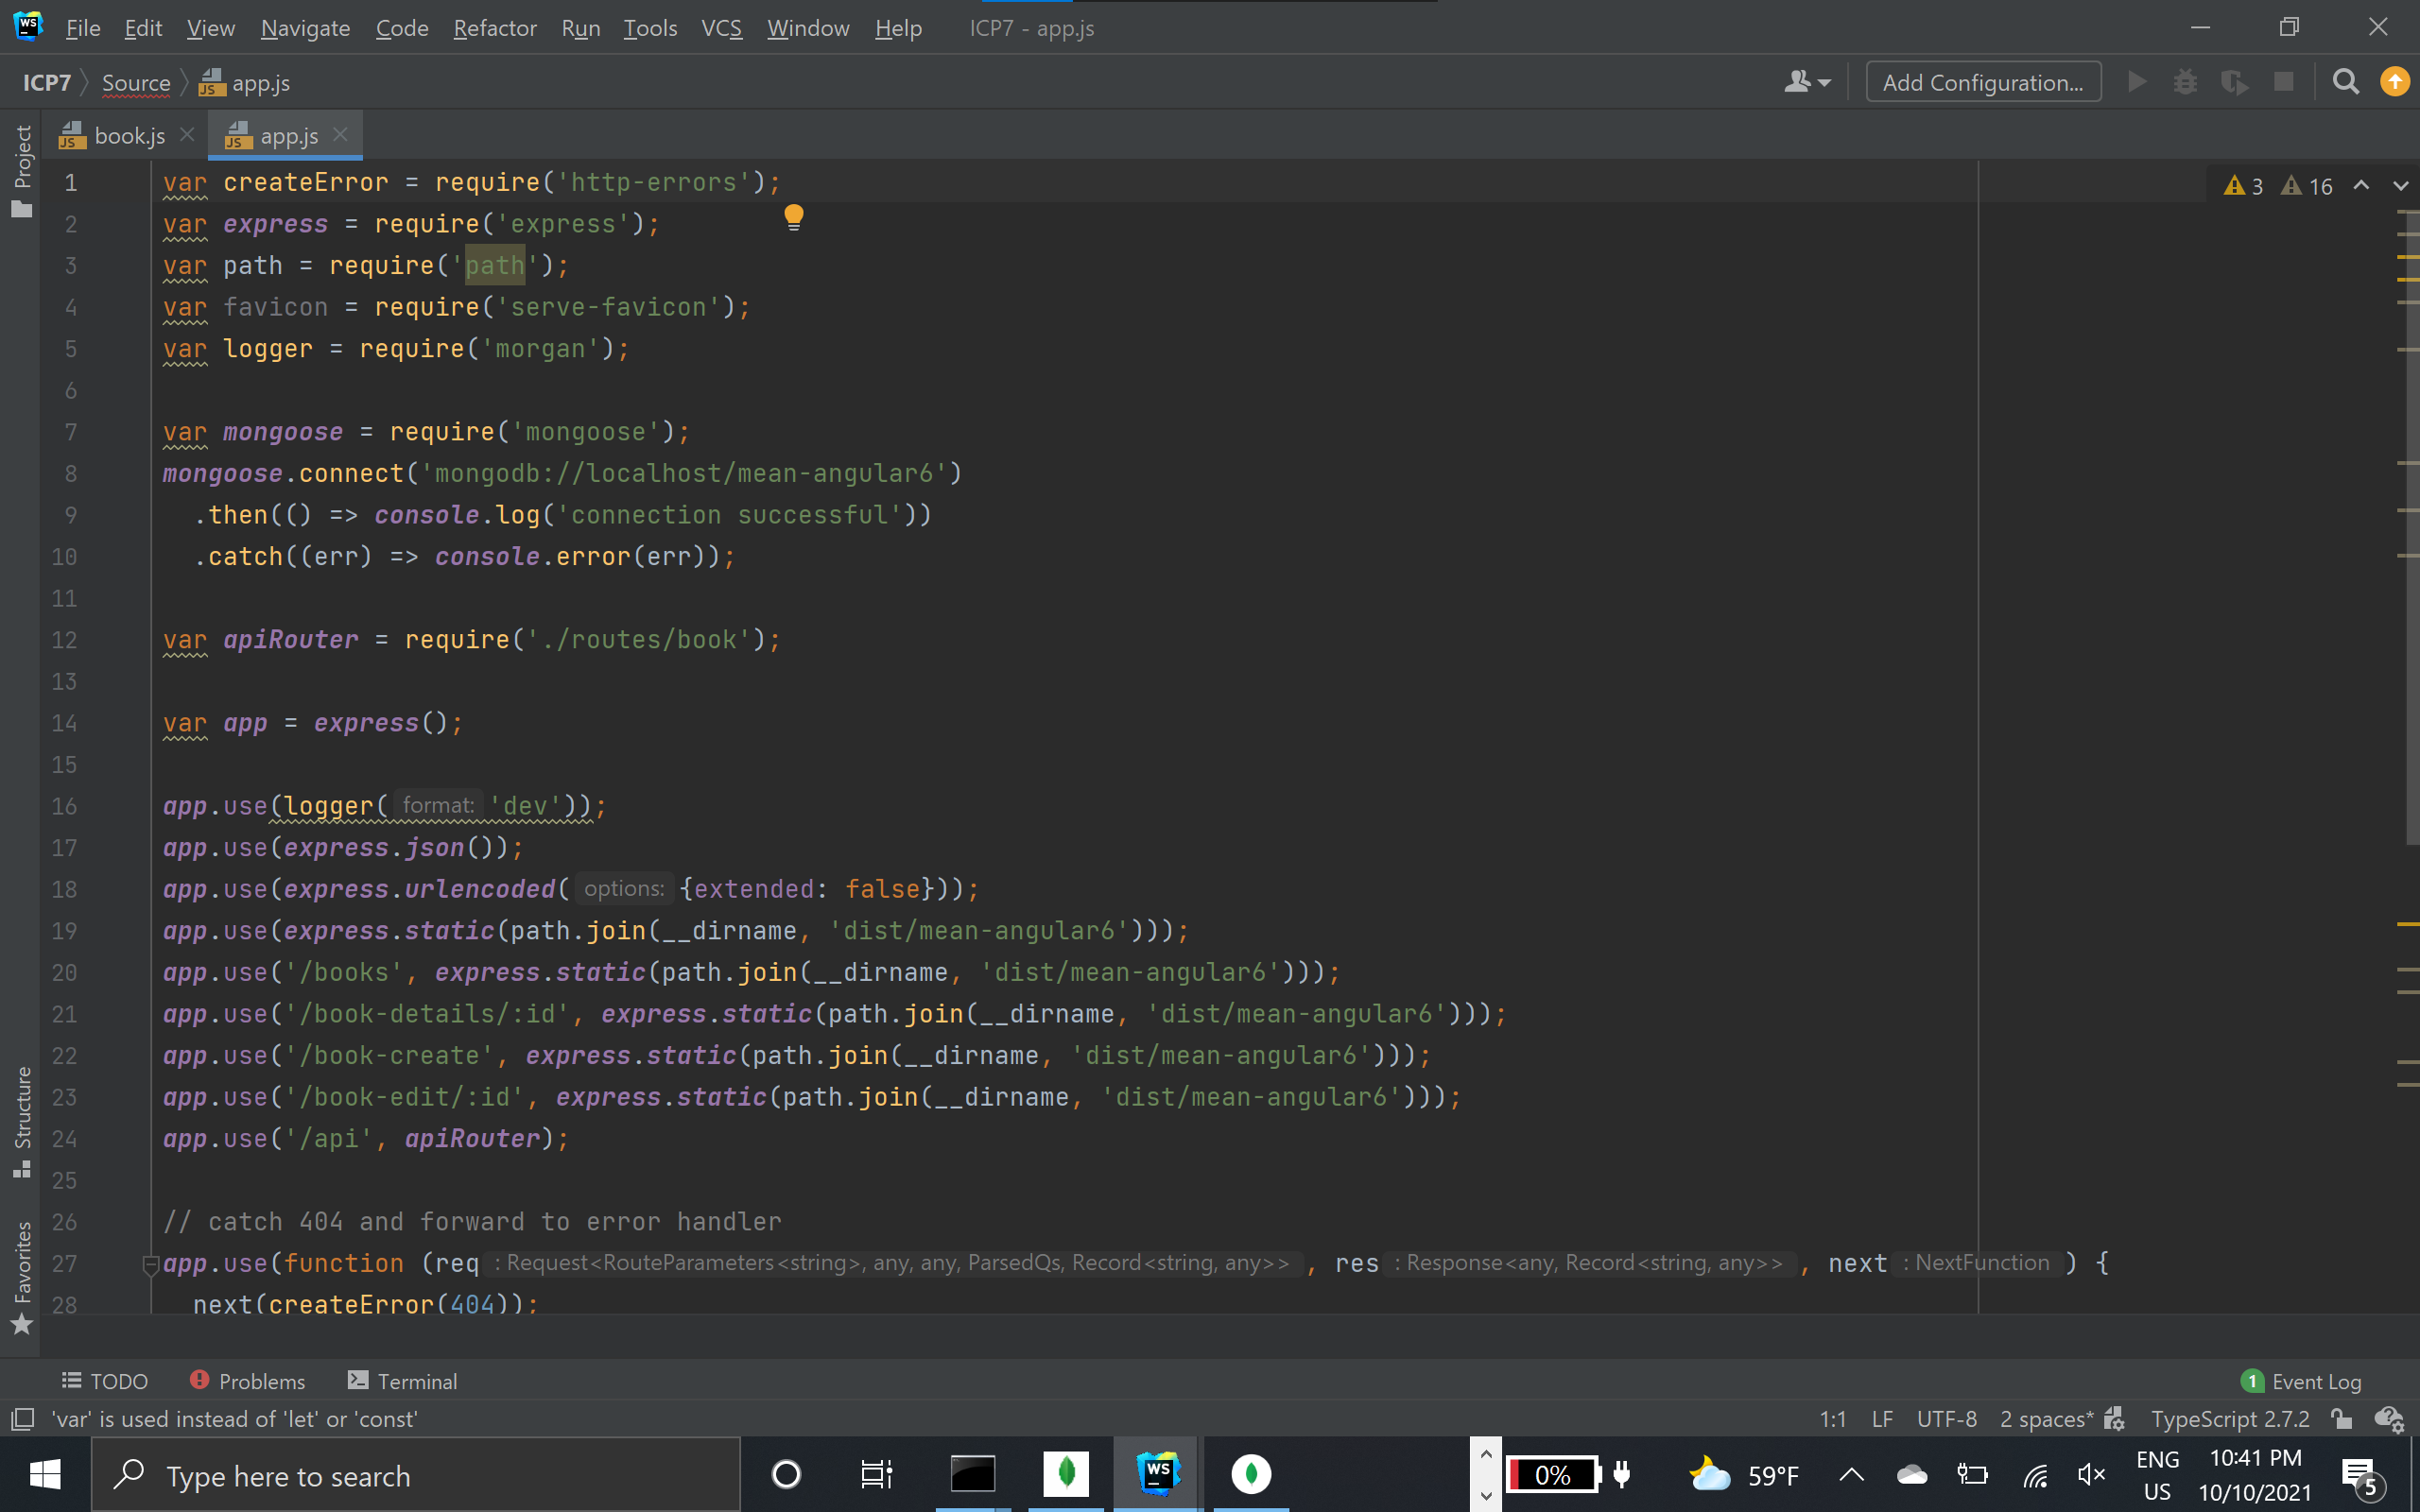 WS File Edit View Navigate Code Refactor Run Tools VCS Window Help ICP7 - app.js
ICP7 Source JS app.js Add Configuration...
JS book.js JS app.js
Project
3 16
1 var createError = require('http-errors');
2 var express = require('express');
3 var path = require('path');
4 var favicon = require('serve-favicon');
5 var logger = require('morgan');
6
7 var mongoose = require('mongoose');
8 mongoose.connect('mongodb://localhost/mean-angular6')
9 .then(() => console.log('connection successful'))
10 .catch((err) => console.error(err));
11
12 var apiRouter = require('./routes/book');
13
14 var app = express();
15
16 app.use(logger( format: 'dev'));
17 app.use(express.json());
18 app.use(express.urlencoded( options: {extended: false}));
19 app.use(express.static(path.join(__dirname, 'dist/mean-angular6')));
20 app.use('/books', express.static(path.join(__dirname, 'dist/mean-angular6')));
21 app.use('/book-details/:id', express.static(path.join(__dirname, 'dist/mean-angular6')));
22 app.use('/book-create', express.static(path.join(__dirname, 'dist/mean-angular6')));
23 app.use('/book-edit/:id', express.static(path.join(__dirname, 'dist/mean-angular6')));
24 app.use('/api', apiRouter);
25
26 // catch 404 and forward to error handler
27 app.use(function (req : Request<RouteParameters<string>, any, any, ParsedQs, Record<string, any>> , res : Response<any, Record<string, any>> , next : NextFunction ) {
28 next(createError(404));
Structure
Favorites
TODO Problems Terminal 1 Event Log
'var' is used instead of 'let' or 'const' 1:1 LF UTF-8 2 spaces* TypeScript 2.7.2
Type here to search WS 0% 59°F ENG US 10:41 PM 10/10/2021 5